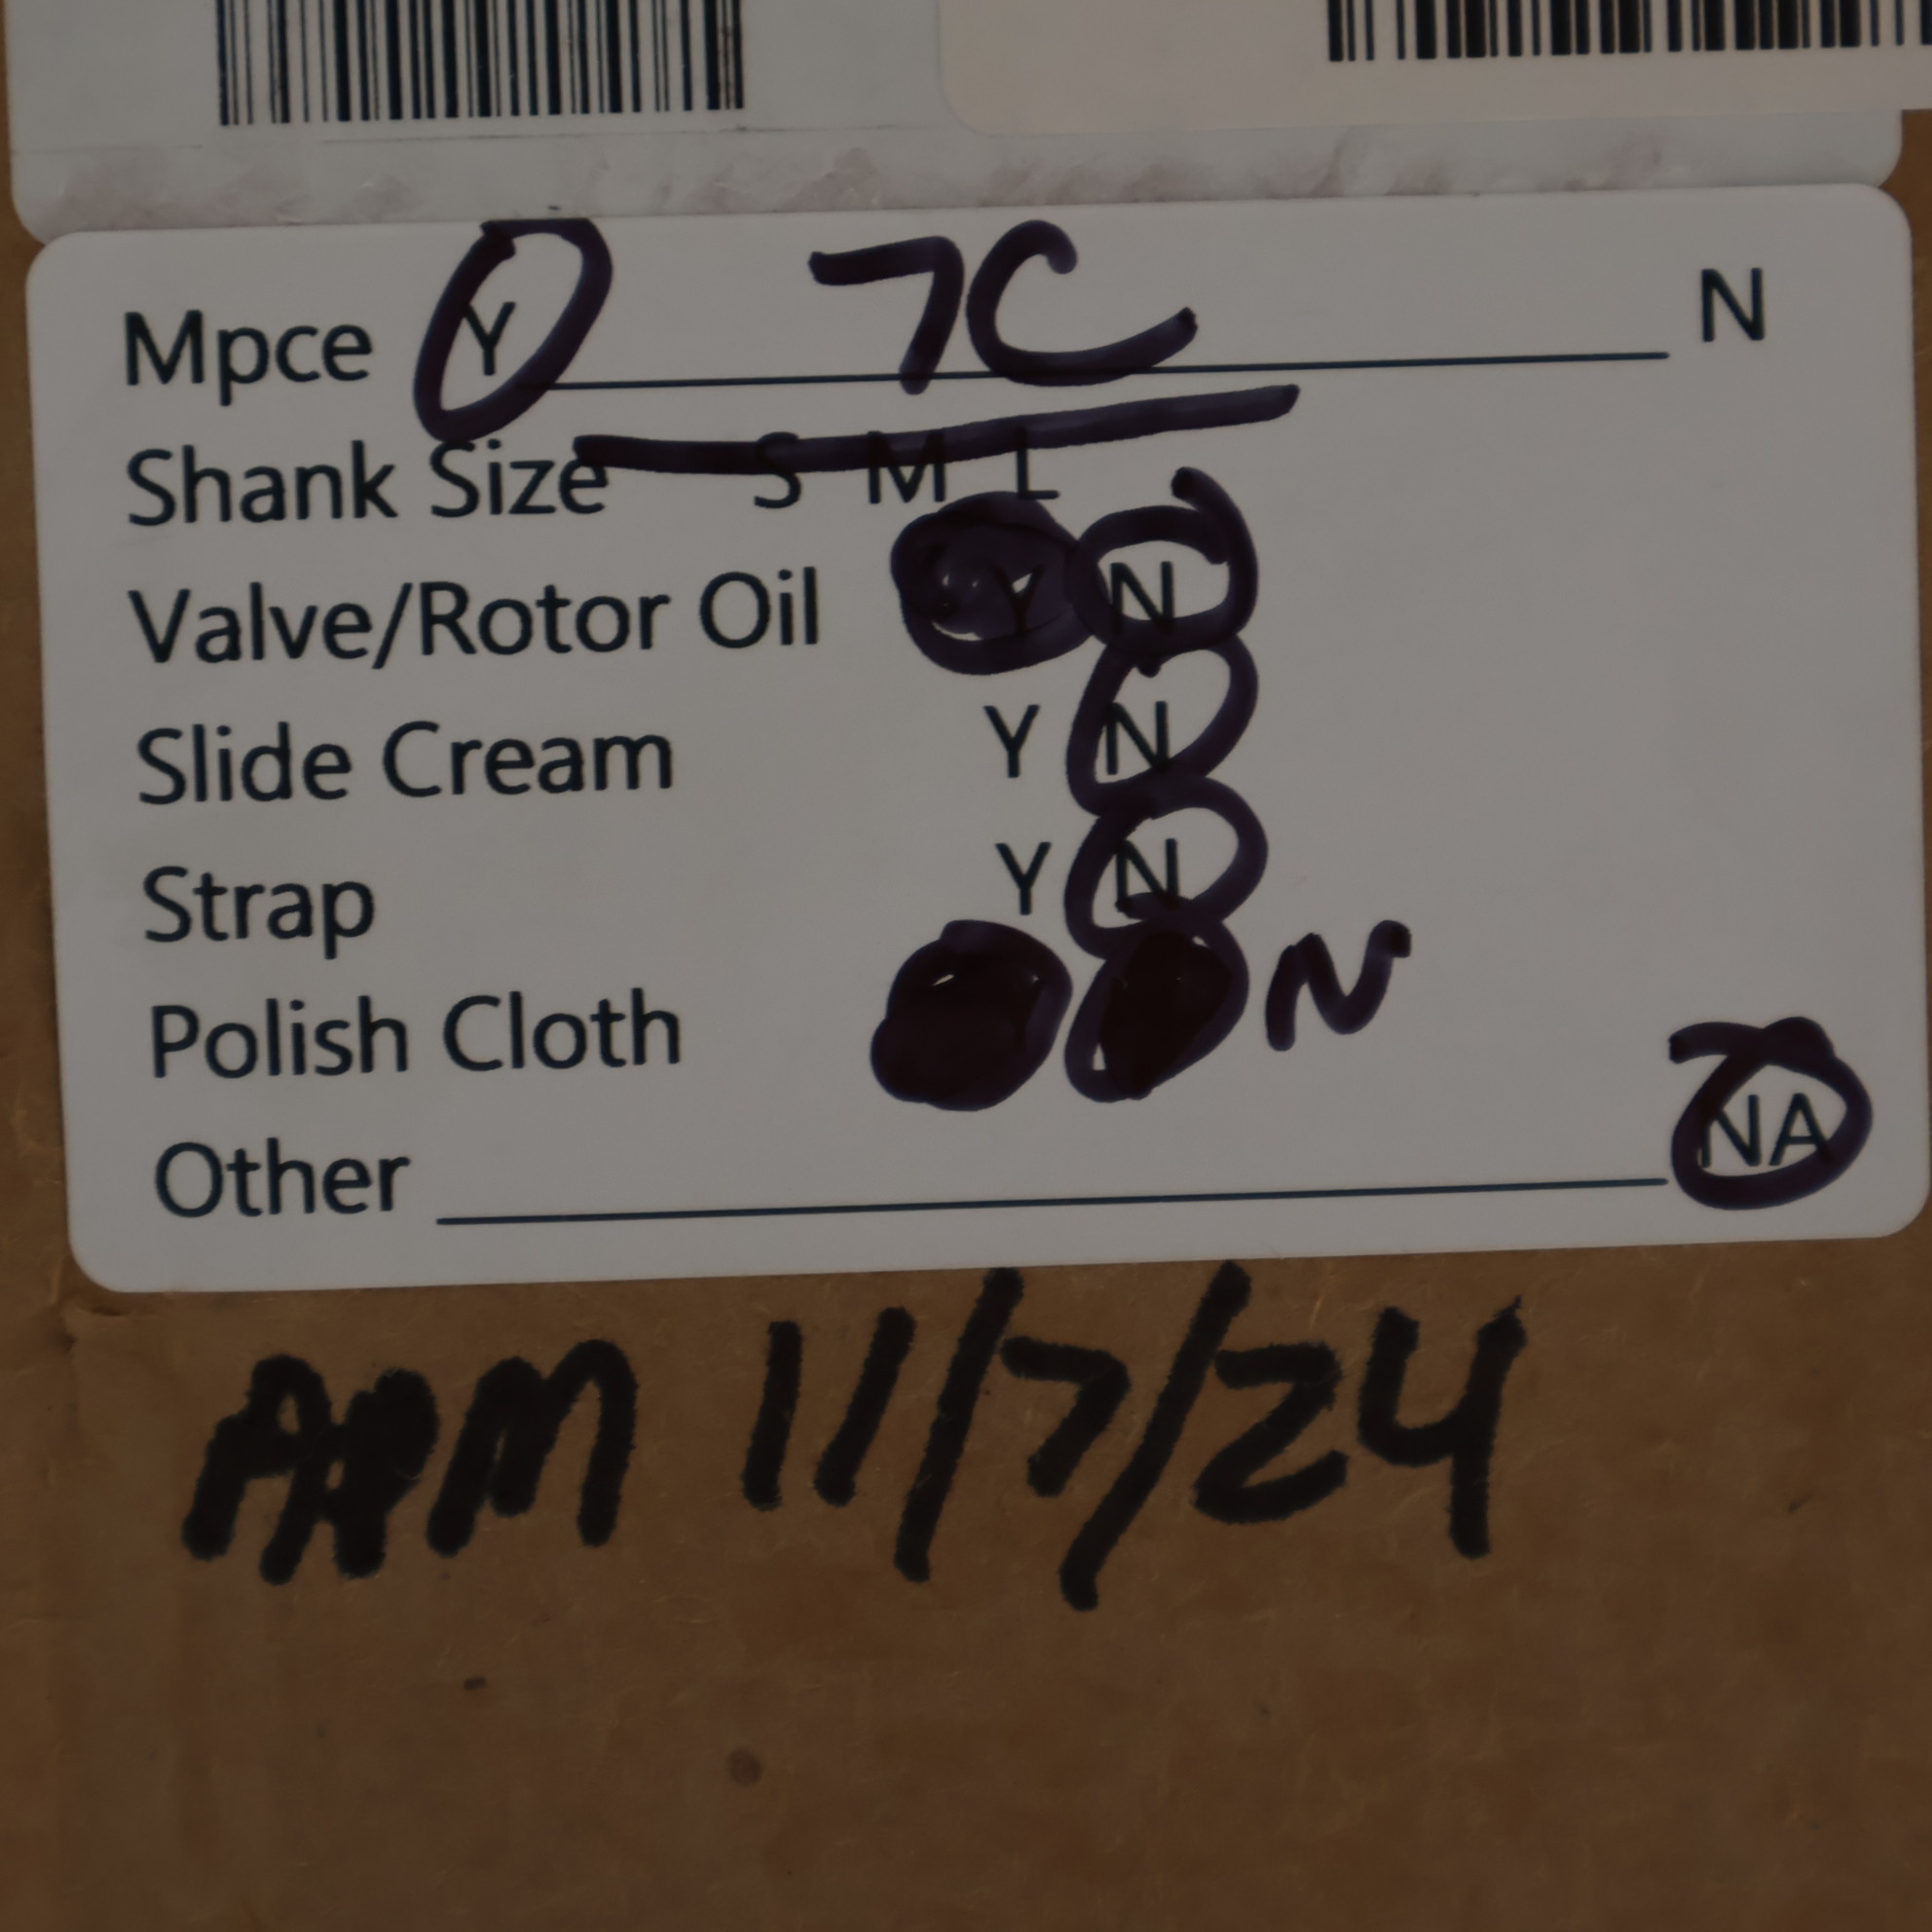 Mpce Y 7C N
Shank Size S M L
Valve/Rotor Oil Y N
Slide Cream Y N
Strap Y N
Polish Cloth N
Other NA
11/7/24